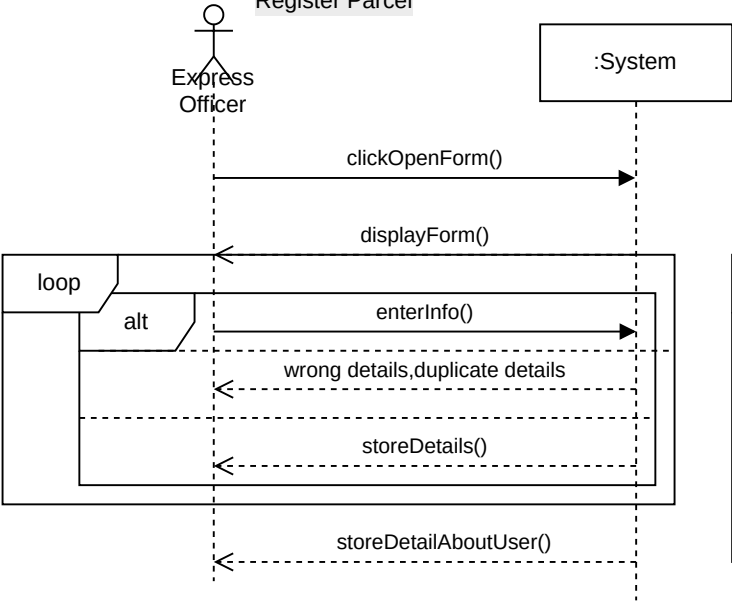 Register Parcel
Express
Officer
:System
clickOpenForm()
displayForm()
loop
alt
enterInfo()
wrong details,duplicate details
storeDetails()
storeDetailAboutUser()